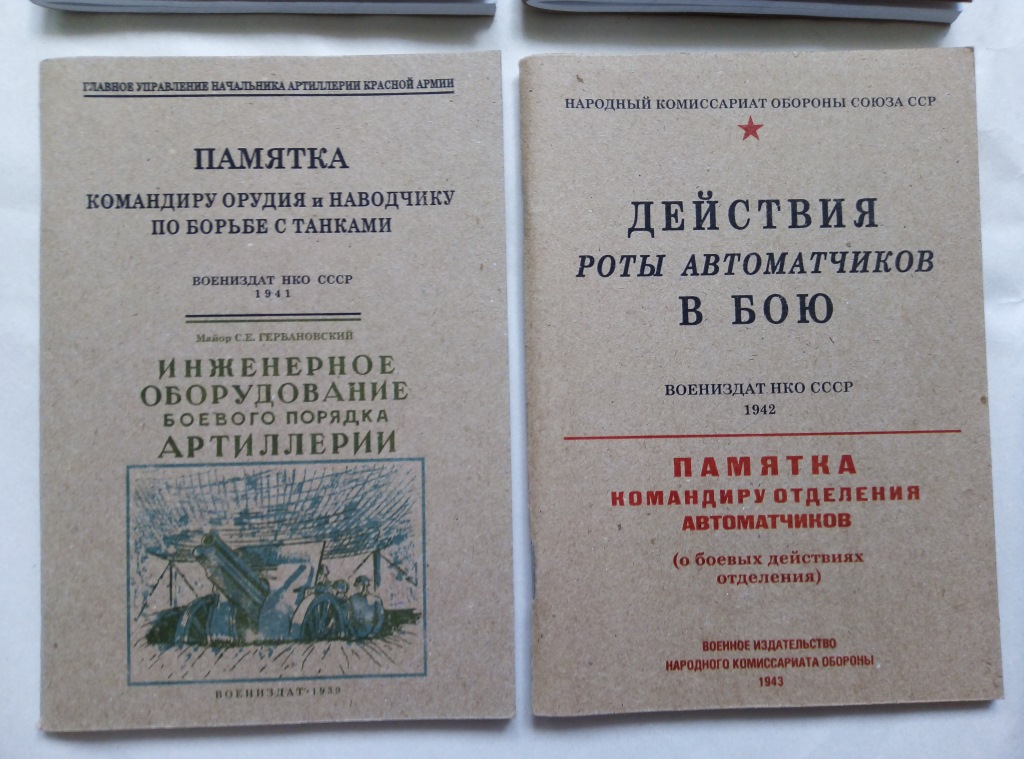 ГЛАВНОЕ УПРАВЛЕНИЕ НАЧАЛЬНИКА АРТИЛЛЕРИИ КРАСНОЙ АРМИИ
ПАМЯТКА
КОМАНДИРУ ОРУДИЯ и НАВОДЧИКУ
ПО БОРЬБЕ С ТАНКАМИ
ВОЕНИЗДАТ НКО СССР
1941
Майор С.Е. ГЕРВАНОВСКИЙ
ИНЖЕНЕРНОЕ
ОБОРУДОВАНИЕ
БОЕВОГО ПОРЯДКА
АРТИЛЛЕРИИ
ВОЕНИЗДАТ·1939
НАРОДНЫЙ КОМИССАРИАТ ОБОРОНЫ СОЮЗА ССР
ДЕЙСТВИЯ
РОТЫ АВТОМАТЧИКОВ
В БОЮ
ВОЕНИЗДАТ НКО СССР
1942
ПАМЯТКА
КОМАНДИРУ ОТДЕЛЕНИЯ
АВТОМАТЧИКОВ
(о боевых действиях
отделения)
ВОЕННОЕ ИЗДАТЕЛЬСТВО
НАРОДНОГО КОМИССАРИАТА ОБОРОНЫ
1943